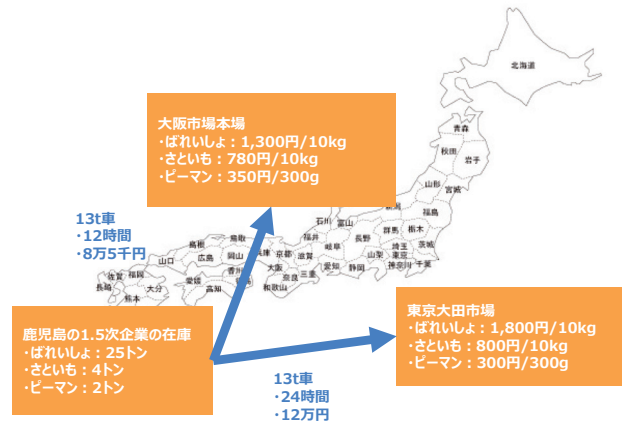 北海道
青森
秋田
岩手
山形
宮城
福島
石川
富山
福井
岐阜
長野
群馬
栃木
埼玉
茨城
東京
山梨
神奈川
千葉
静岡
愛知
滋賀
三重
京都
兵庫
大阪
奈良
和歌山
鳥取
島根
岡山
広島
山口
香川
愛媛
高知
福岡
佐賀
長崎
大分
熊本
大阪市場本場
・ばれいしょ：1,300円/10kg
・さといも：780円/10kg
・ピーマン：350円/300g
13t車
・12時間
・8万5千円
鹿児島の1.5次企業の在庫
・ばれいしょ：25トン
・さといも：4トン
・ピーマン：2トン
東京大田市場
・ばれいしょ：1,800円/10kg
・さといも：800円/10kg
・ピーマン：300円/300g
13t車
・24時間
・12万円